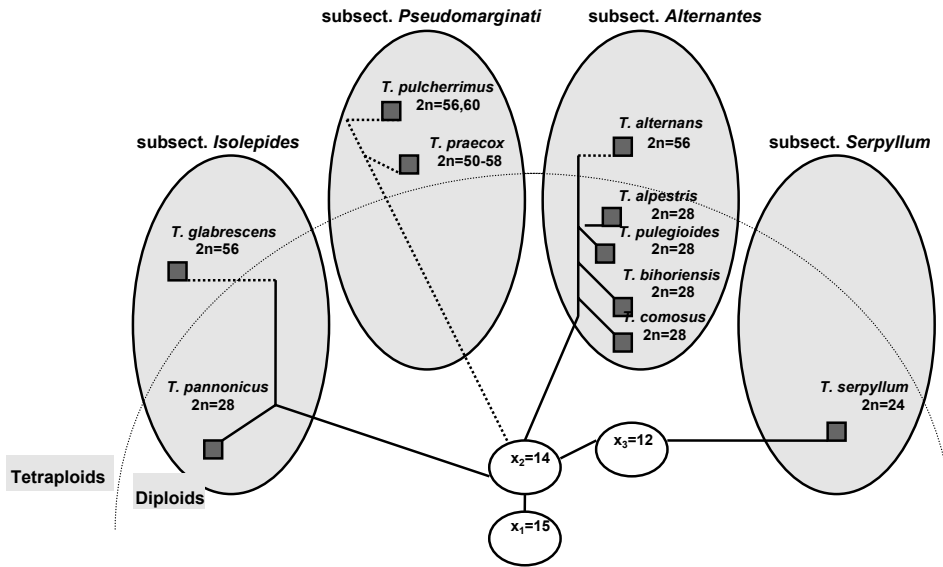 subsect. Pseudomarginati
subsect. Alternantes
T. pulcherrimus
2n=56,60
T. praecox
2n=50-58
T. alternans
2n=56
T. alpestris
2n=28
T. pulegioides
2n=28
T. bihoriensis
2n=28
T. comosus
2n=28
subsect. Isolepides
T. glabrescens
2n=56
T. pannonicus
2n=28
subsect. Serpyllum
T. serpyllum
2n=24
x₂=14
x₃=12
x₁=15
Tetraploids
Diploids